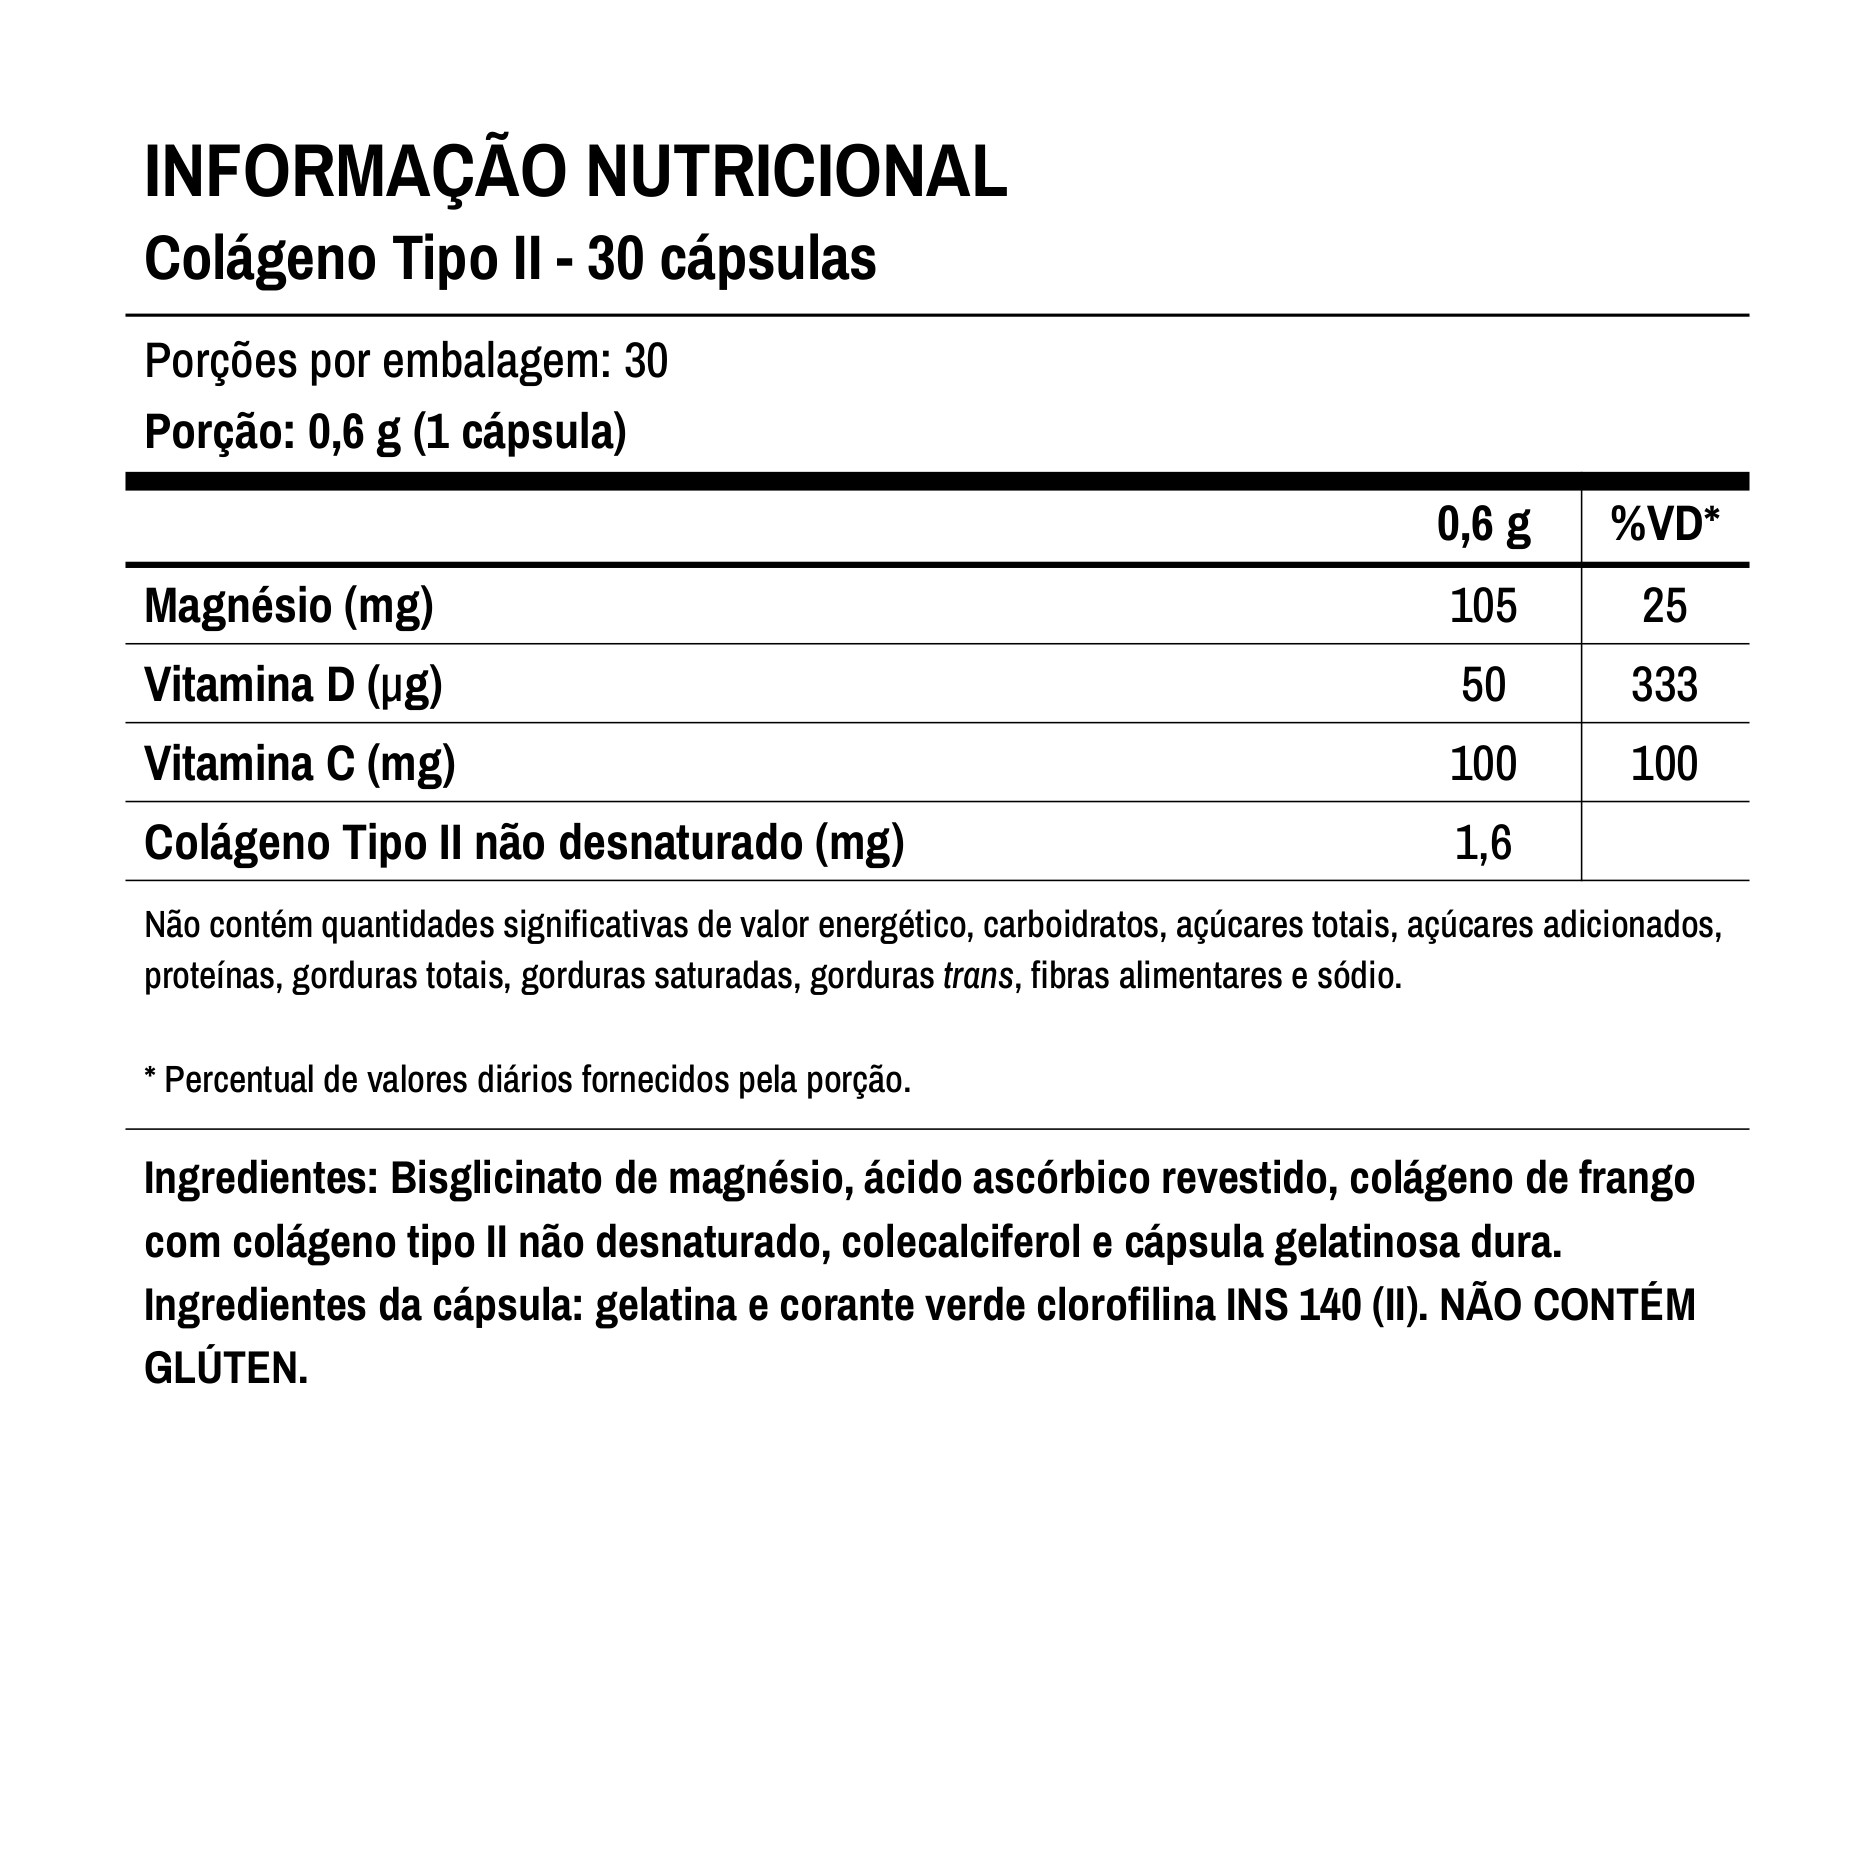 INFORMAÇÃO NUTRICIONAL
Colágeno Tipo II - 30 cápsulas
Porções por embalagem: 30
Porção: 0,6 g (1 cápsula)
0,6 g %VD*
Magnésio (mg) 105 25
Vitamina D (µg) 50 333
Vitamina C (mg) 100 100
Colágeno Tipo II não desnaturado (mg) 1,6
Não contém quantidades significativas de valor energético, carboidratos, açúcares totais, açúcares adicionados,
proteínas, gorduras totais, gorduras saturadas, gorduras trans, fibras alimentares e sódio.
* Percentual de valores diários fornecidos pela porção.
Ingredientes: Bisglicinato de magnésio, ácido ascórbico revestido, colágeno de frango
com colágeno tipo II não desnaturado, colecalciferol e cápsula gelatinosa dura.
Ingredientes da cápsula: gelatina e corante verde clorofilina INS 140 (II). NÃO CONTÉM
GLÚTEN.